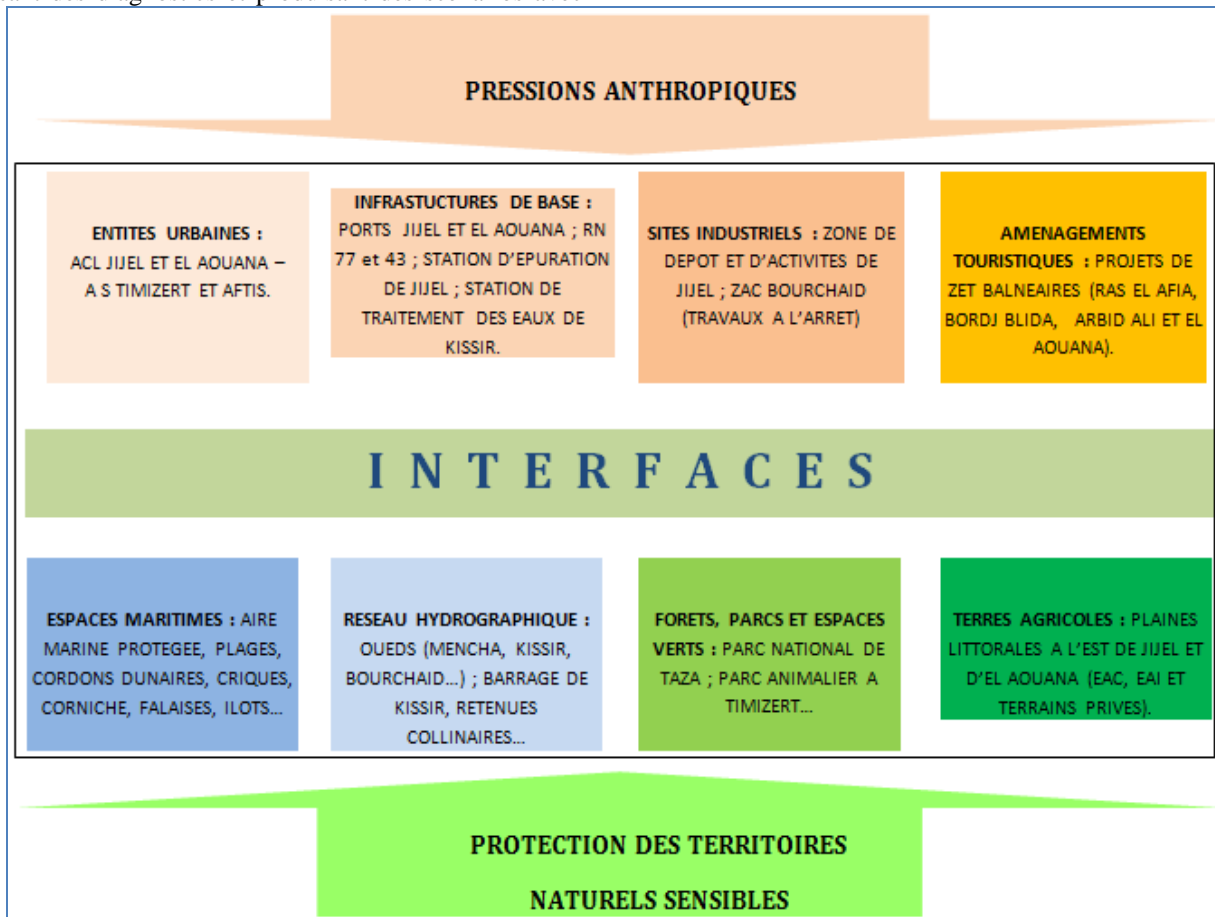 PRESSIONS ANTHROPIQUES
ENTITES URBAINES :
ACL JIJEL ET EL AOUANA –
A S TIMIZERT ET AFTIS.
INFRASTUCTURES DE BASE :
PORTS JIJEL ET EL AOUANA ; RN
77 et 43 ; STATION D'EPURATION
DE JIJEL ; STATION DE
TRAITEMENT DES EAUX DE
KISSIR.
SITES INDUSTRIELS : ZONE DE
DEPOT ET D'ACTIVITES DE
JIJEL ; ZAC BOURCHAID
(TRAVAUX A L'ARRET)
AMENAGEMENTS
TOURISTIQUES : PROJETS DE
ZET BALNEAIRES (RAS EL AFIA,
BORDJ BLIDA, ARBID ALI ET EL
AOUANA).
I N T E R F A C E S
ESPACES MARITIMES : AIRE
MARINE PROTEGEE, PLAGES,
CORDONS DUNAIRES, CRIQUES,
CORNICHE, FALAISES, ILOTS…
RESEAU HYDROGRAPHIQUE :
OUEDS (MENCHA, KISSIR,
BOURCHAID…) ; BARRAGE DE
KISSIR, RETENUES
COLLINAIRES…
FORETS, PARCS ET ESPACES
VERTS : PARC NATIONAL DE
TAZA ; PARC ANIMALIER A
TIMIZERT…
TERRES AGRICOLES : PLAINES
LITTORALES A L'EST DE JIJEL ET
D'EL AOUANA (EAC, EAI ET
TERRAINS PRIVES).
PROTECTION DES TERRITOIRES
NATURELS SENSIBLES